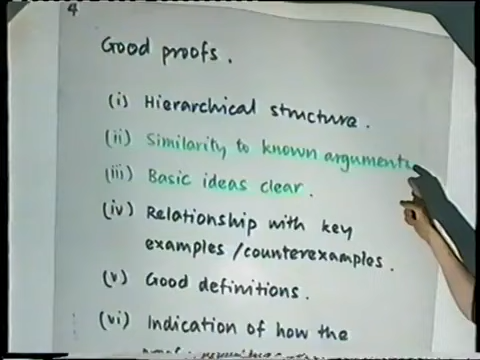 4
Good proofs.
(i) Hierarchical structure.
(ii) Similarity to known arguments
(iii) Basic ideas clear.
(iv) Relationship with key
examples/counterexamples.
(v) Good definitions.
(vi) Indication of how the